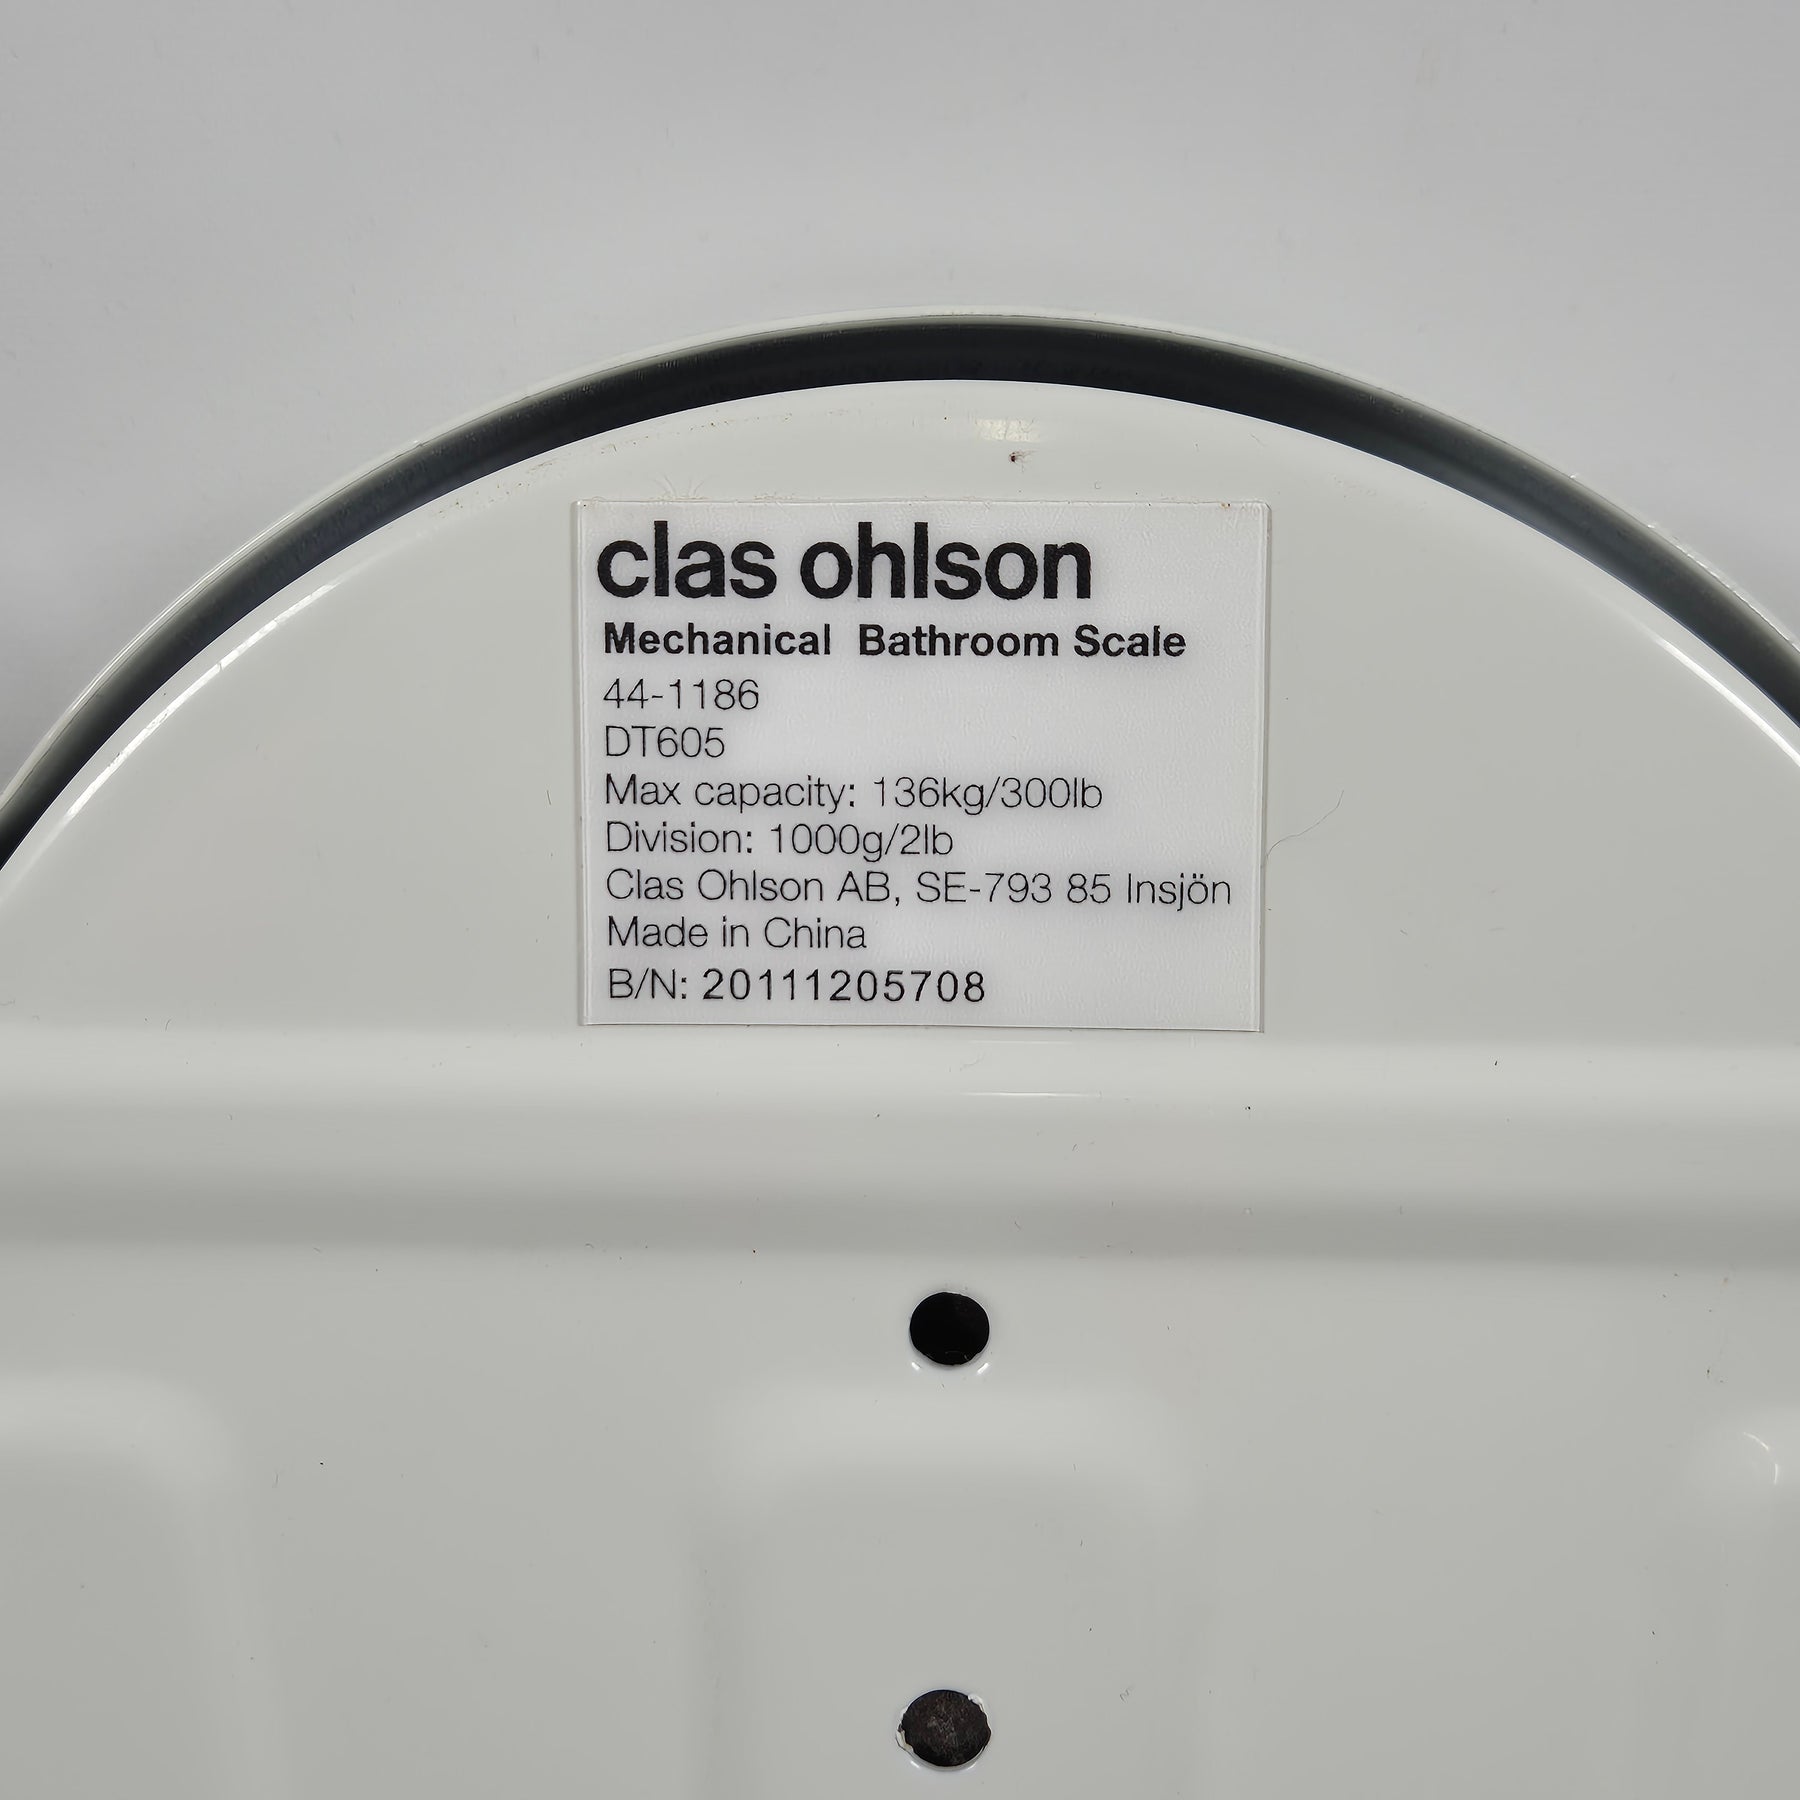 clas ohlson
Mechanical Bathroom Scale
44-1186
DT605
Max capacity: 136kg/300lb
Division: 1000g/2lb
Clas Ohlson AB, SE-793 85 Insjön
Made in China
B/N: 20111205708